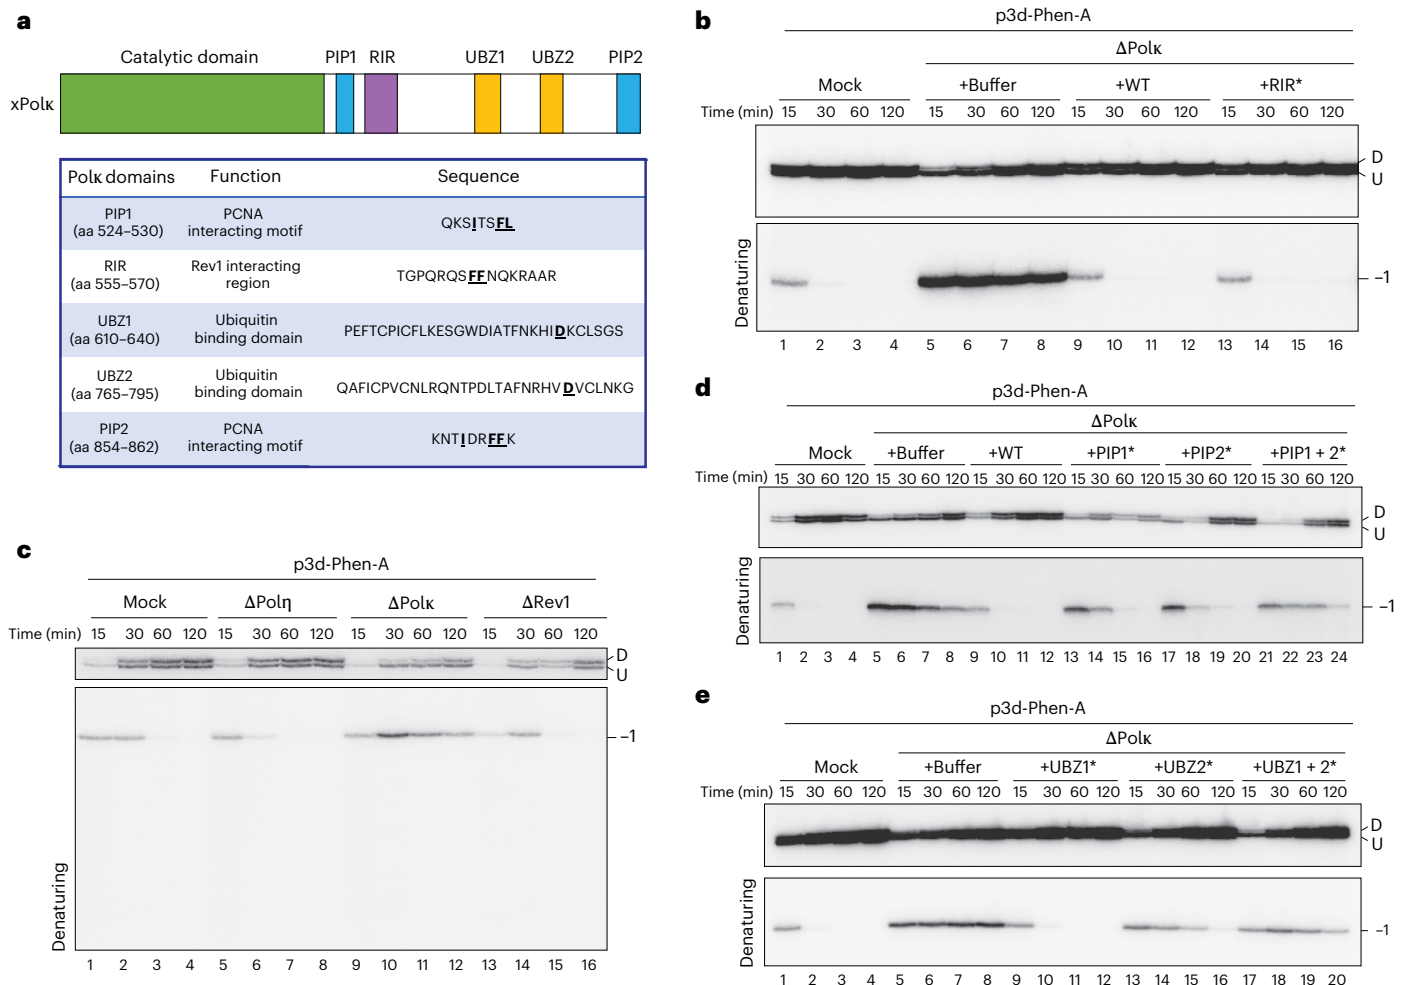 a
Catalytic domain PIP1 RIR UBZ1 UBZ2 PIP2
xPolκ
Polκ domains Function Sequence
PIP1 (aa 524–530) PCNA interacting motif QKSITSFL
RIR (aa 555–570) Rev1 interacting region TGPQRQSFFNQKRAAR
UBZ1 (aa 610–640) Ubiquitin binding domain PEFTCPICFLKESGWDIATFNKHIDKCLSGS
UBZ2 (aa 765–795) Ubiquitin binding domain QAFICPVCNLRQNTPDLTAFNRHVDVCLNKG
PIP2 (aa 854–862) PCNA interacting motif KNTIDRFFK
b
p3d-Phen-A
ΔPolκ
Mock +Buffer +WT +RIR*
Time (min) 15 30 60 120 15 30 60 120 15 30 60 120 15 30 60 120
D
U
Denaturing
–1
1 2 3 4 5 6 7 8 9 10 11 12 13 14 15 16
c
p3d-Phen-A
Mock ΔPolη ΔPolκ ΔRev1
Time (min) 15 30 60 120 15 30 60 120 15 30 60 120 15 30 60 120
D
U
–1
Denaturing
1 2 3 4 5 6 7 8 9 10 11 12 13 14 15 16
d
p3d-Phen-A
ΔPolκ
Mock +Buffer +WT +PIP1* +PIP2* +PIP1 + 2*
Time (min) 15 30 60 120 15 30 60 120 15 30 60 120 15 30 60 120 15 30 60 120 15 30 60 120
D
U
Denaturing
–1
1 2 3 4 5 6 7 8 9 10 11 12 13 14 15 16 17 18 19 20 21 22 23 24
e
p3d-Phen-A
ΔPolκ
Mock +Buffer +UBZ1* +UBZ2* +UBZ1 + 2*
Time (min) 15 30 60 120 15 30 60 120 15 30 60 120 15 30 60 120 15 30 60 120
D
U
Denaturing
–1
1 2 3 4 5 6 7 8 9 10 11 12 13 14 15 16 17 18 19 20